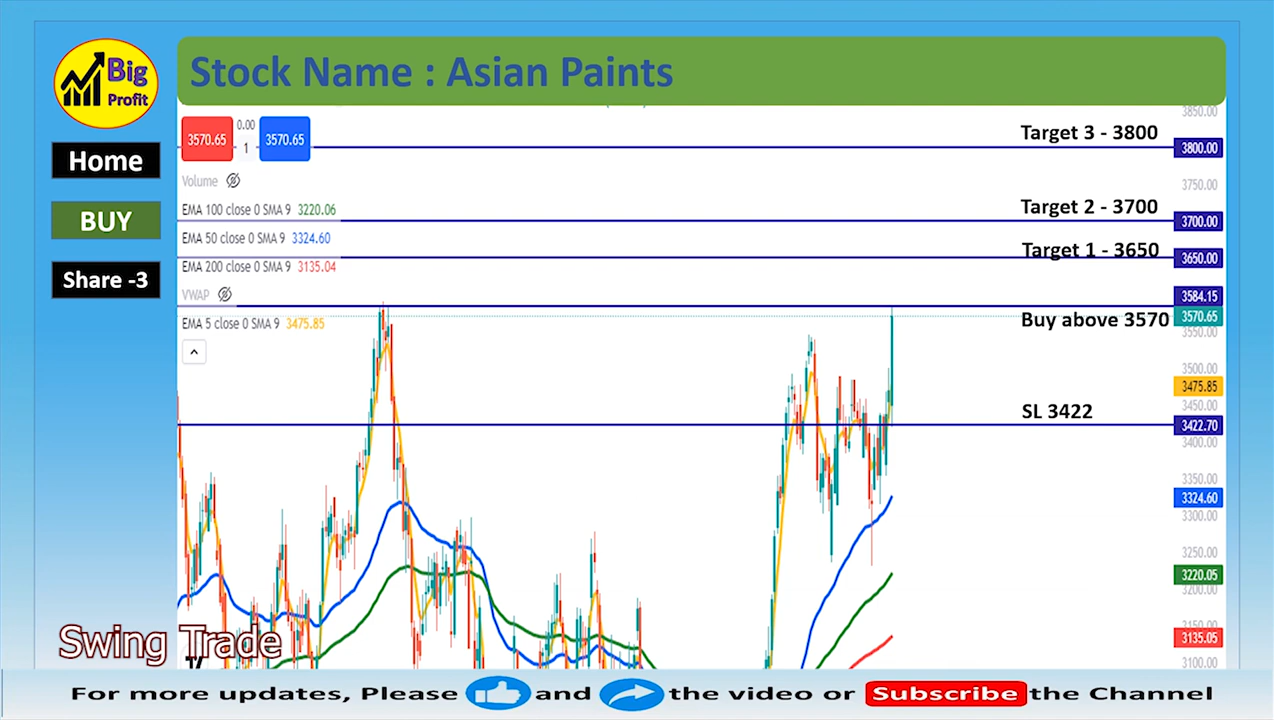 Big
Profit
Stock Name : Asian Paints
Home
BUY
Share -3
3570.65
0.00
1
3570.65
Volume
EMA 100 close 0 SMA 9 3220.06
EMA 50 close 0 SMA 9 3324.60
EMA 200 close 0 SMA 9 3135.04
VWAP
EMA 5 close 0 SMA 9 3475.85
Target 3 - 3800
Target 2 - 3700
Target 1 - 3650
Buy above 3570
SL 3422
3850.00
3800.00
3750.00
3700.00
3650.00
3584.15
3570.65
3550.00
3500.00
3475.85
3450.00
3422.70
3400.00
3350.00
3324.60
3300.00
3250.00
3220.05
3200.00
3150.00
3135.05
3100.00
Swing Trade
For more updates, Please and the video or Subscribe the Channel